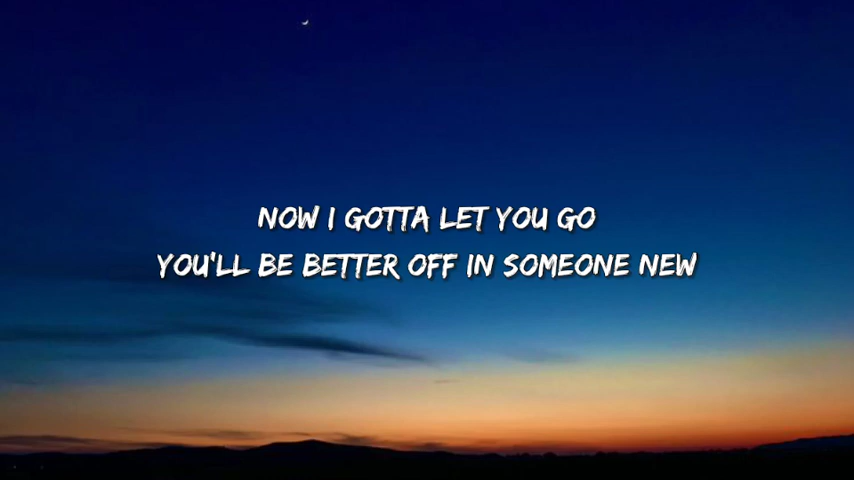 NOW I GOTTA LET YOU GO
YOU'LL BE BETTER OFF IN SOMEONE NEW